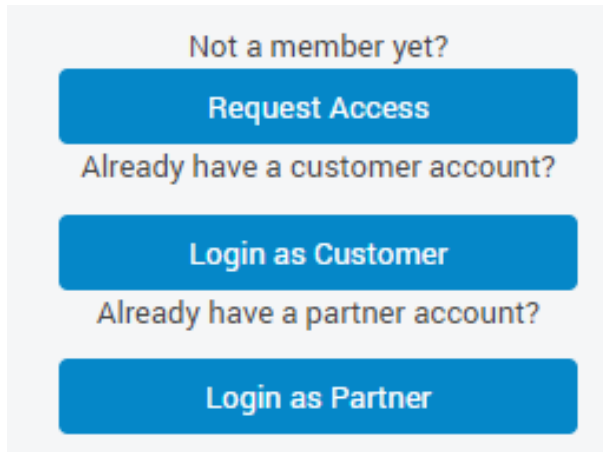 Not a member yet?
Request Access
Already have a customer account?
Login as Customer
Already have a partner account?
Login as Partner